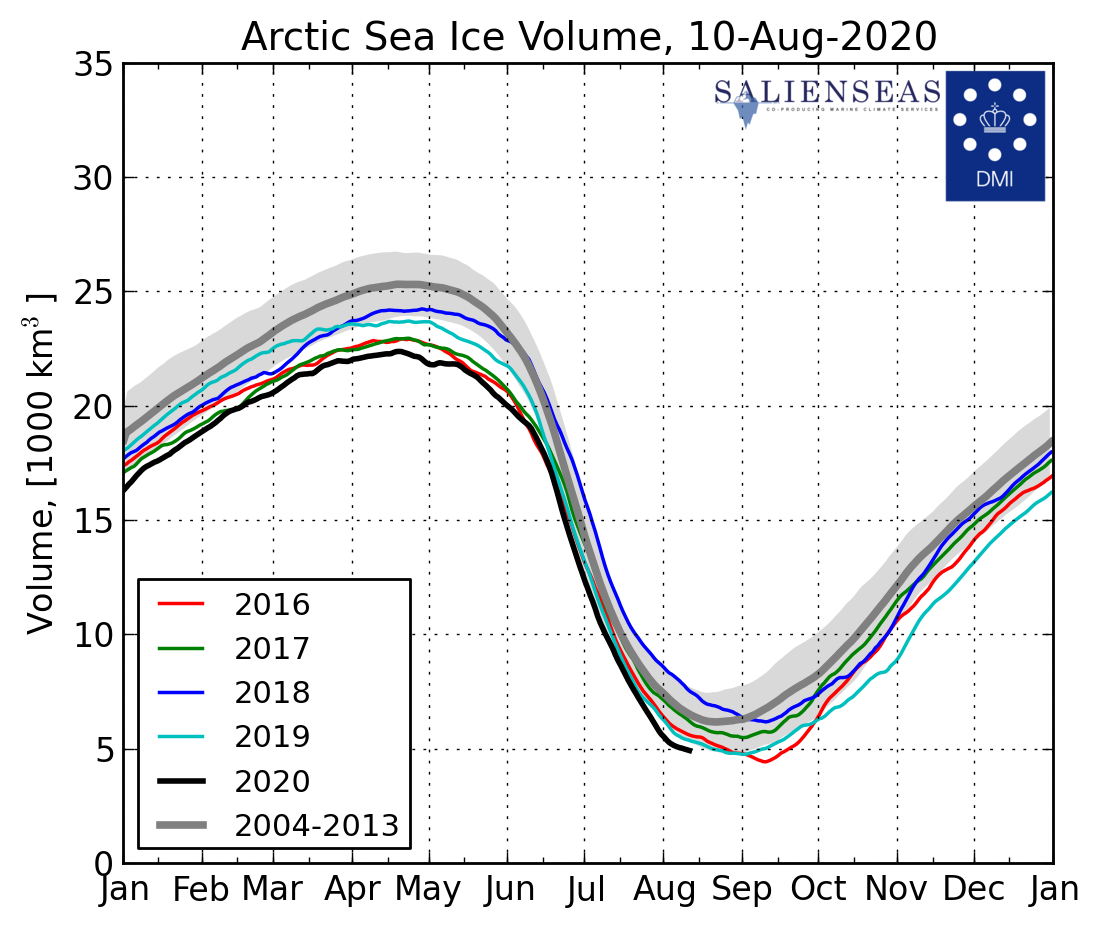 Arctic Sea Ice Volume, 10-Aug-2020
SALIENSEAS
CO-PRODUCING MARINE CLIMATE SERVICES
DMI
Volume, [1000 km³ ]
35
30
25
20
15
10
5
0
2016
2017
2018
2019
2020
2004-2013
Jan Feb Mar Apr May Jun Jul Aug Sep Oct Nov Dec Jan